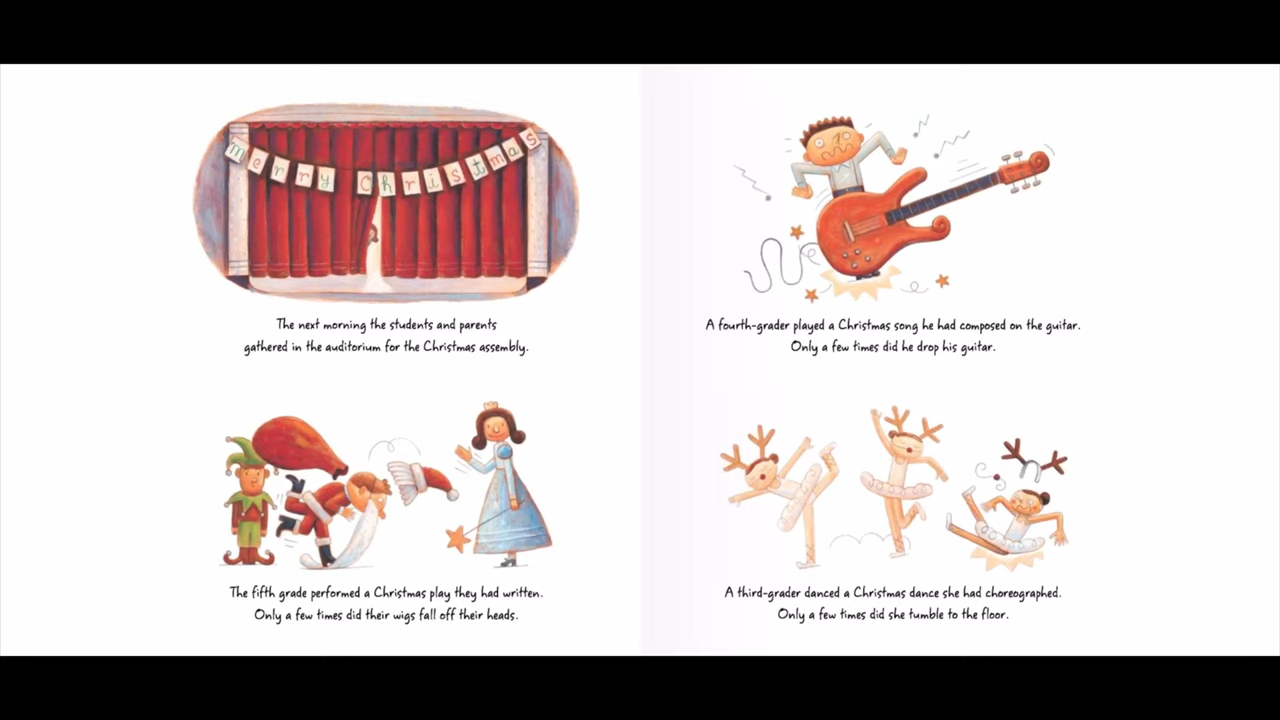 merry Christmas
The next morning the students and parents
gathered in the auditorium for the Christmas assembly.
The fifth grade performed a Christmas play they had written.
Only a few times did their wigs fall off their heads.
A fourth-grader played a Christmas song he had composed on the guitar.
Only a few times did he drop his guitar.
A third-grader danced a Christmas dance she had choreographed.
Only a few times did she tumble to the floor.